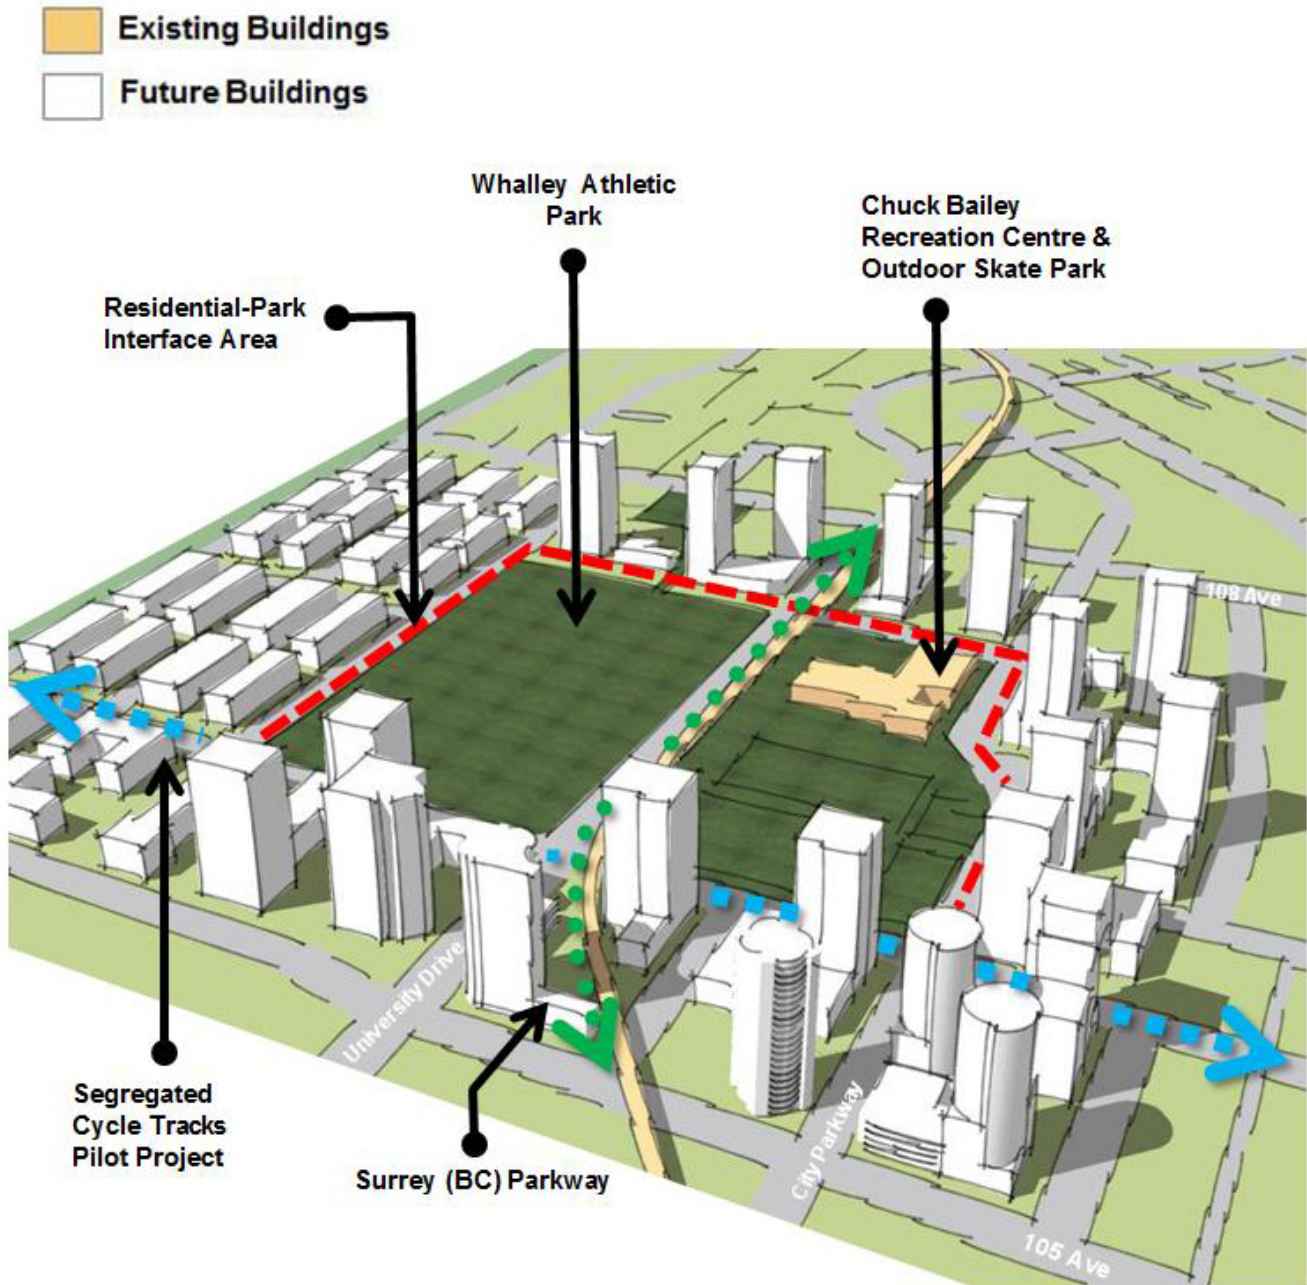 Existing Buildings
Future Buildings
Whalley Athletic
Park
Chuck Bailey
Recreation Centre &
Outdoor Skate Park
Residential-Park
Interface Area
108 Ave
University Drive
Segregated
Cycle Tracks
Pilot Project
Surrey (BC) Parkway
City Parkway
105 Ave